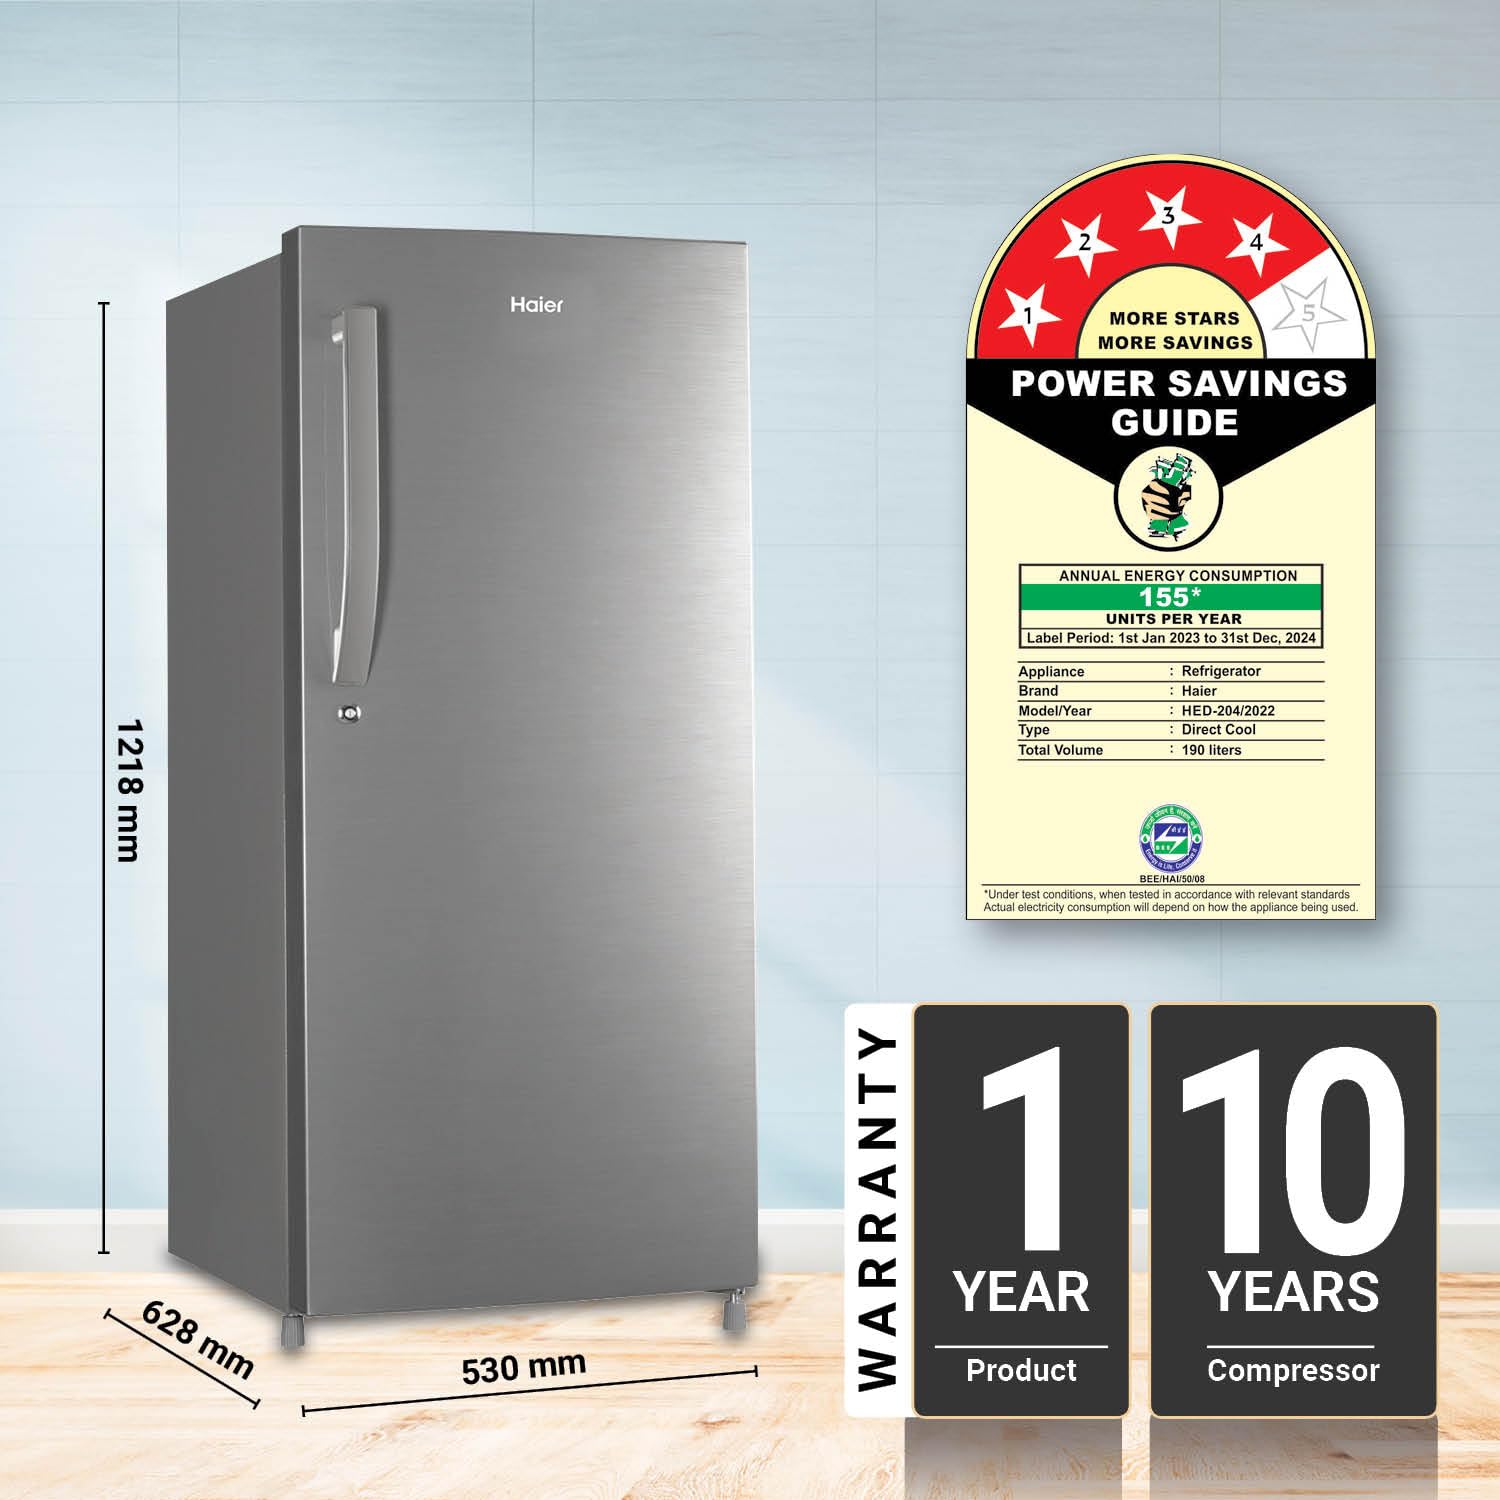 Haier
1218 mm
628 mm
530 mm
1
2
3
4
5
MORE STARS
MORE SAVINGS
POWER SAVINGS
GUIDE
ANNUAL ENERGY CONSUMPTION
155*
UNITS PER YEAR
Label Period: 1st Jan 2023 to 31st Dec, 2024
Appliance : Refrigerator
Brand : Haier
Model/Year : HED-204/2022
Type : Direct Cool
Total Volume : 190 liters
BEE/HAI/50/08
*Under test conditions, when tested in accordance with relevant standards
Actual electricity consumption will depend on how the appliance being used.
WARRANTY
1
YEAR
Product
10
YEARS
Compressor